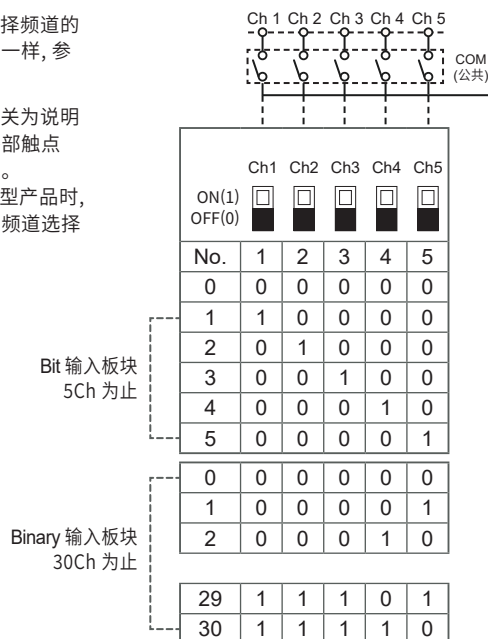 择频道的
一样, 参
关为说明
部触点
。
型产品时,
频道选择
Ch 1 Ch 2 Ch 3 Ch 4 Ch 5
COM
(公共)
Ch1 Ch2 Ch3 Ch4 Ch5
ON(1)
OFF(0)
No. 1 2 3 4 5
0 0 0 0 0 0
1 1 0 0 0 0
2 0 1 0 0 0
3 0 0 1 0 0
4 0 0 0 1 0
5 0 0 0 0 1
Bit 输入板块
5Ch 为止
0 0 0 0 0 0
1 0 0 0 0 1
2 0 0 0 1 0
Binary 输入板块
30Ch 为止
29 1 1 1 0 1
30 1 1 1 1 0